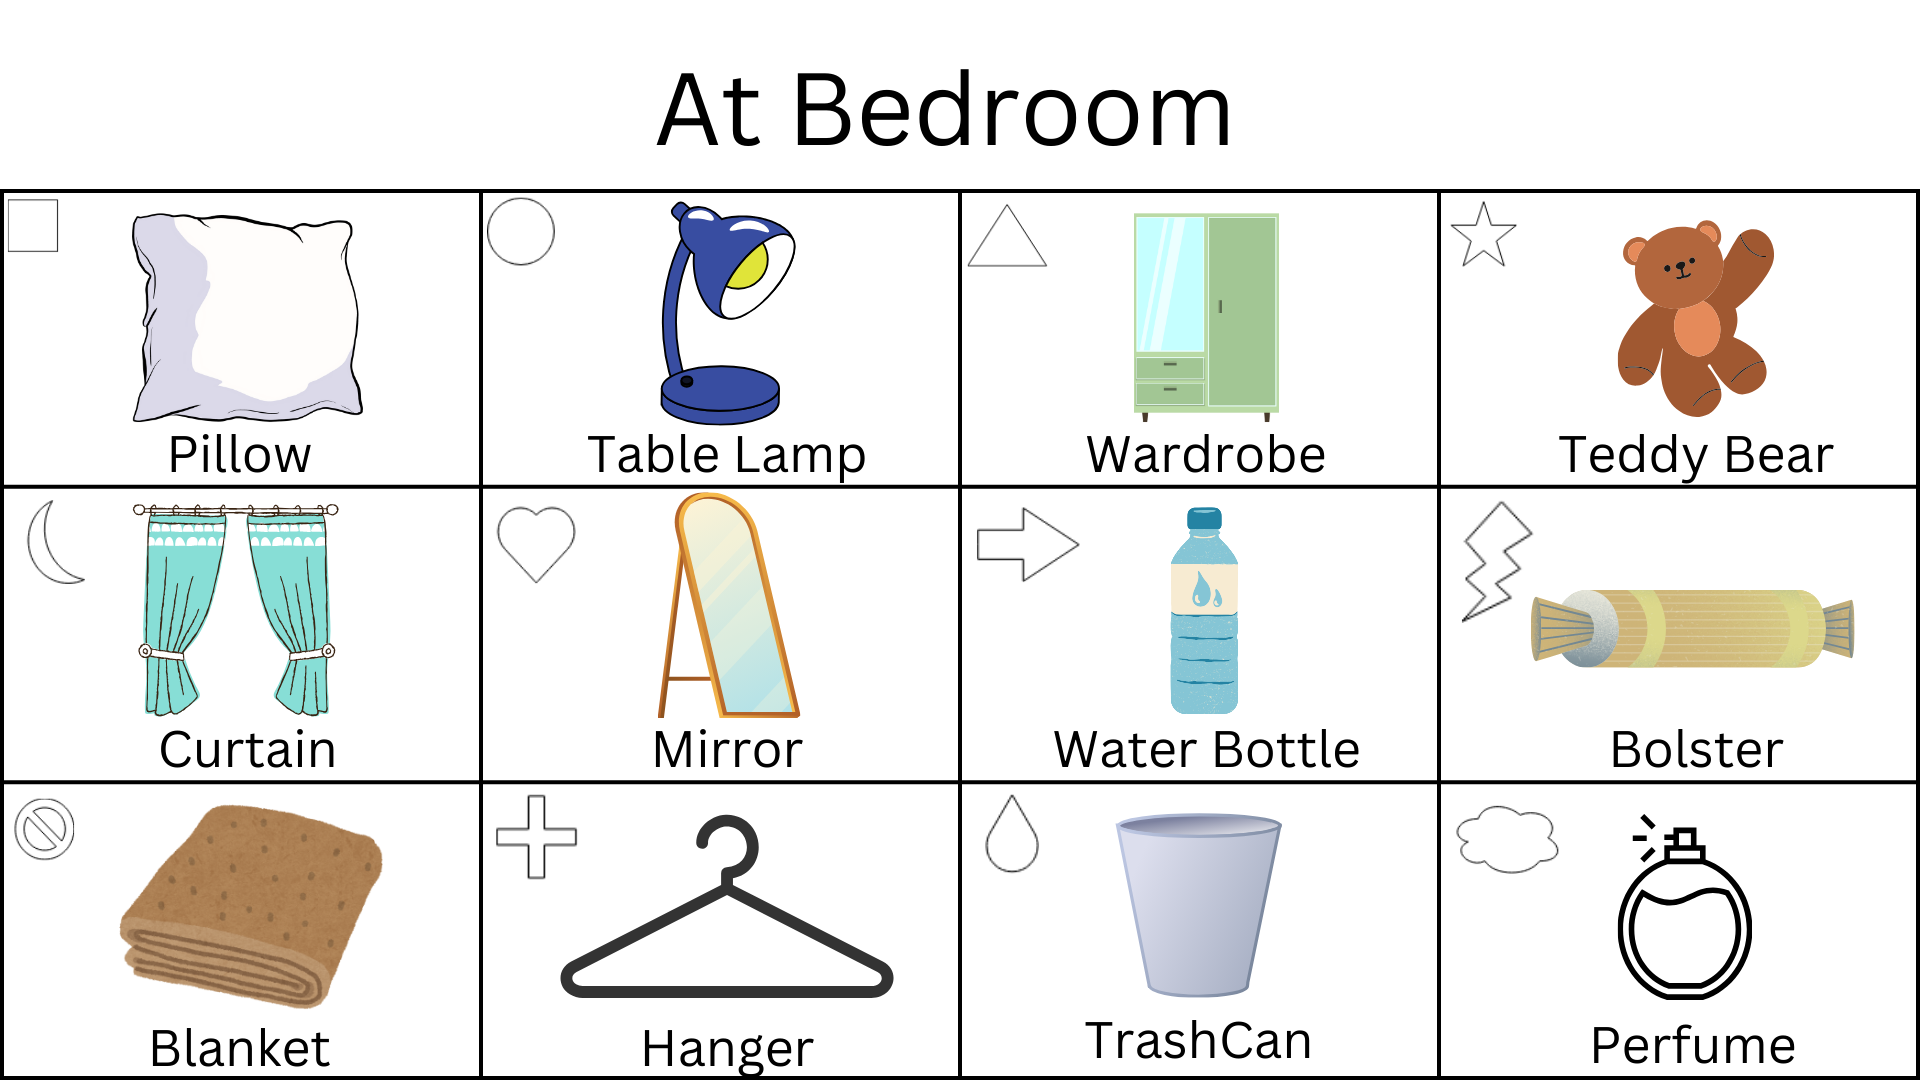 At Bedroom
Pillow
Table Lamp
Wardrobe
Teddy Bear
Curtain
Mirror
Water Bottle
Bolster
Blanket
Hanger
TrashCan
Perfume